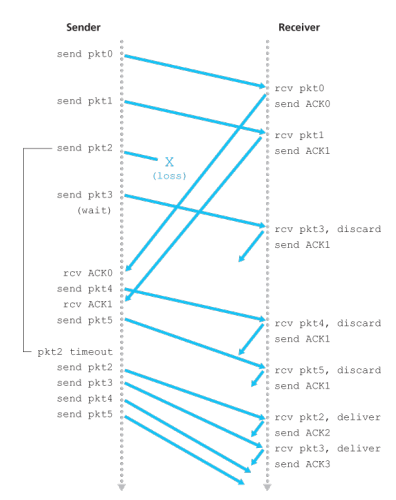 Sender
Receiver
send pkt0
rcv pkt0
send ACK0
send pkt1
rcv pkt1
send ACK1
send pkt2
X
(loss)
send pkt3
(wait)
rcv pkt3, discard
send ACK1
rcv ACK0
send pkt4
rcv ACK1
send pkt5
rcv pkt4, discard
send ACK1
pkt2 timeout
send pkt2
send pkt3
send pkt4
send pkt5
rcv pkt5, discard
send ACK1
rcv pkt2, deliver
send ACK2
rcv pkt3, deliver
send ACK3